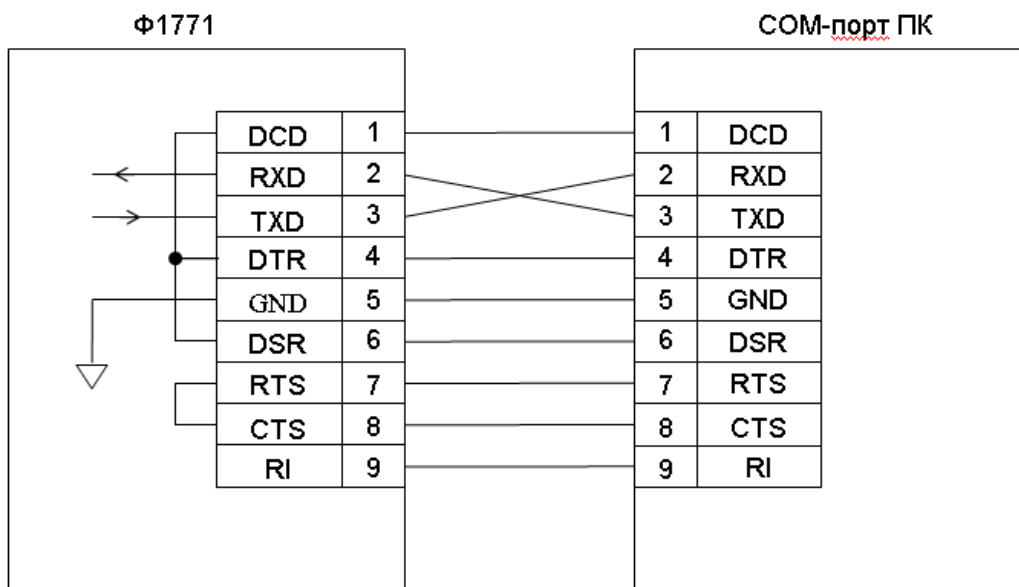 Ф1771 COM-порт ПК
DCD 1 1 DCD
RXD 2 2 RXD
TXD 3 3 TXD
DTR 4 4 DTR
GND 5 5 GND
DSR 6 6 DSR
RTS 7 7 RTS
CTS 8 8 CTS
RI 9 9 RI